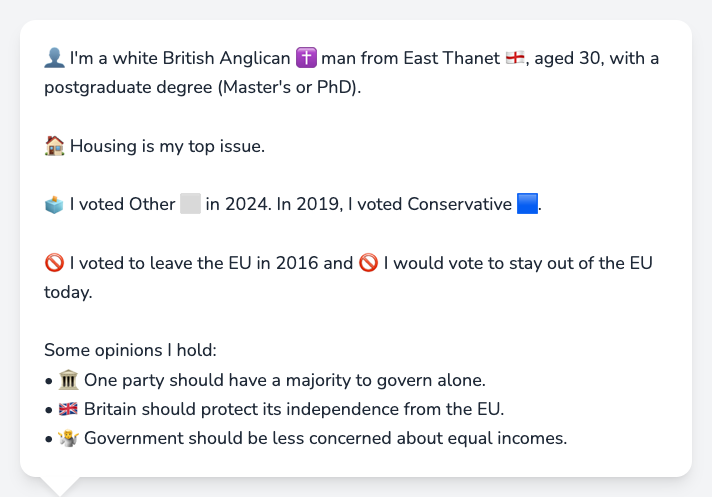 👤 I'm a white British Anglican ✝️ man from East Thanet 🏴󠁧󠁢󠁥󠁮󠁧󠁿, aged 30, with a
postgraduate degree (Master's or PhD).
🏠 Housing is my top issue.
🗳️ I voted Other ⬜ in 2024. In 2019, I voted Conservative 🟦.
🚫 I voted to leave the EU in 2016 and 🚫 I would vote to stay out of the EU
today.
Some opinions I hold:
• 🏛️ One party should have a majority to govern alone.
• 🇬🇧 Britain should protect its independence from the EU.
• 🤷 Government should be less concerned about equal incomes.